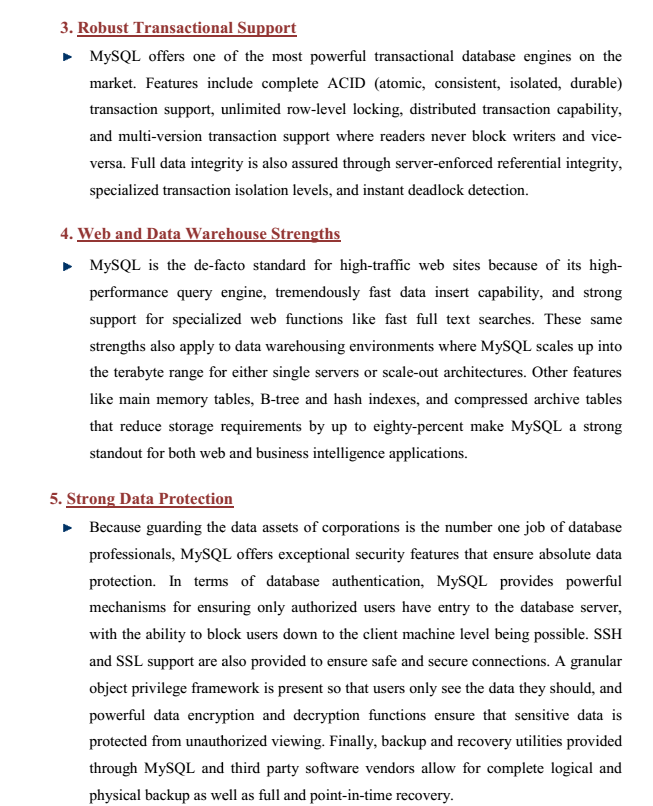 3. Robust Transactional Support
► MySQL offers one of the most powerful transactional database engines on the
market. Features include complete ACID (atomic, consistent, isolated, durable)
transaction support, unlimited row-level locking, distributed transaction capability,
and multi-version transaction support where readers never block writers and vice-
versa. Full data integrity is also assured through server-enforced referential integrity,
specialized transaction isolation levels, and instant deadlock detection.
4. Web and Data Warehouse Strengths
► MySQL is the de-facto standard for high-traffic web sites because of its high-
performance query engine, tremendously fast data insert capability, and strong
support for specialized web functions like fast full text searches. These same
strengths also apply to data warehousing environments where MySQL scales up into
the terabyte range for either single servers or scale-out architectures. Other features
like main memory tables, B-tree and hash indexes, and compressed archive tables
that reduce storage requirements by up to eighty-percent make MySQL a strong
standout for both web and business intelligence applications.
5. Strong Data Protection
► Because guarding the data assets of corporations is the number one job of database
professionals, MySQL offers exceptional security features that ensure absolute data
protection. In terms of database authentication, MySQL provides powerful
mechanisms for ensuring only authorized users have entry to the database server,
with the ability to block users down to the client machine level being possible. SSH
and SSL support are also provided to ensure safe and secure connections. A granular
object privilege framework is present so that users only see the data they should, and
powerful data encryption and decryption functions ensure that sensitive data is
protected from unauthorized viewing. Finally, backup and recovery utilities provided
through MySQL and third party software vendors allow for complete logical and
physical backup as well as full and point-in-time recovery.